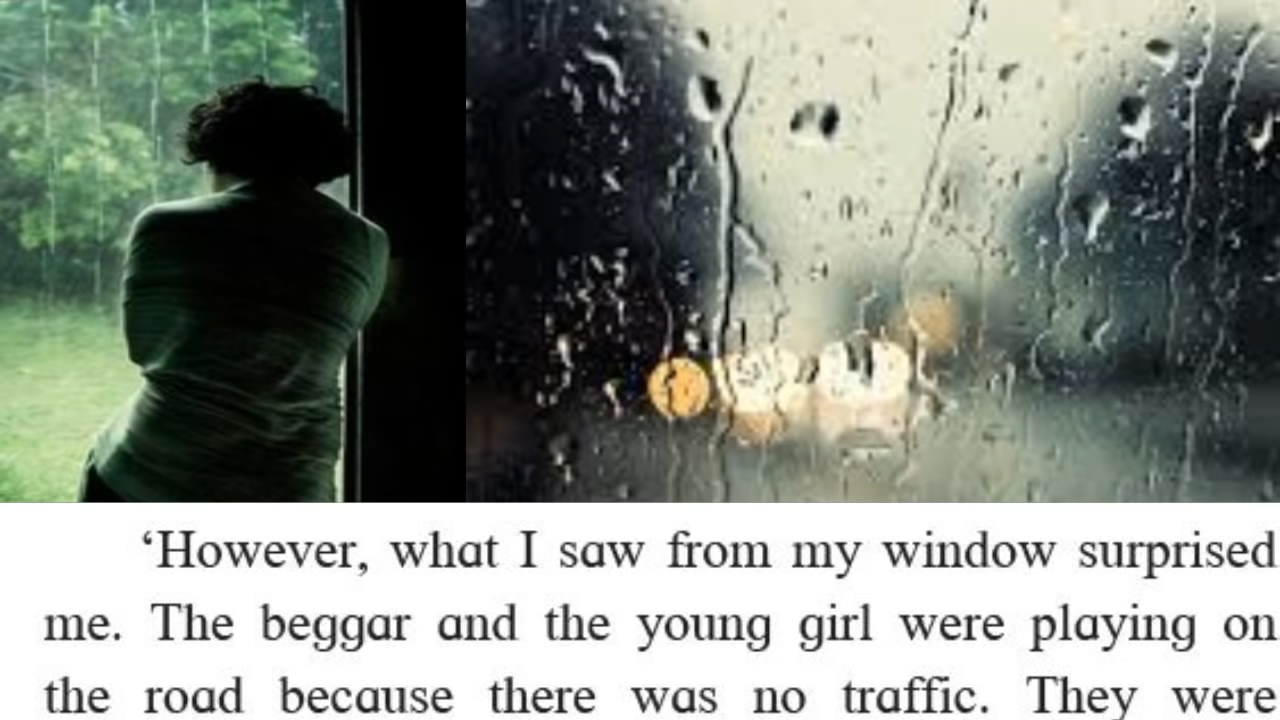 ‘However, what I saw from my window surprised
me. The beggar and the young girl were playing on
the road because there was no traffic. They were